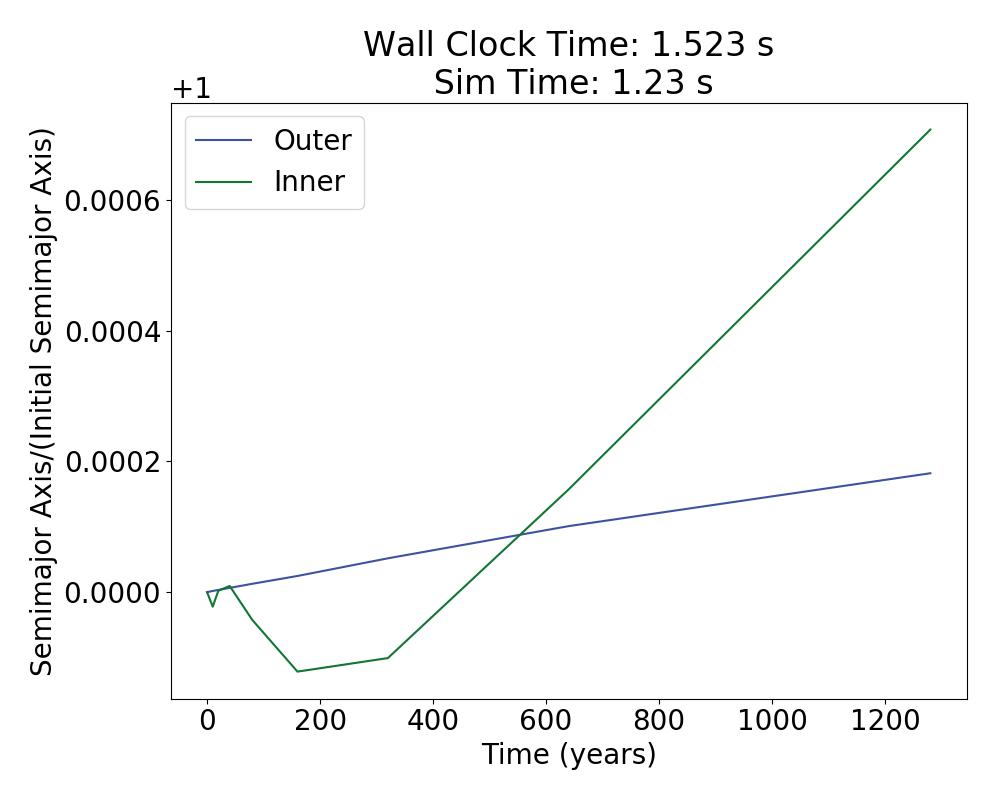 Wall Clock Time: 1.523 s
Sim Time: 1.23 s
+1
Outer
Inner
Semimajor Axis/(Initial Semimajor Axis)
0.0006
0.0004
0.0002
0.0000
0 200 400 600 800 1000 1200
Time (years)